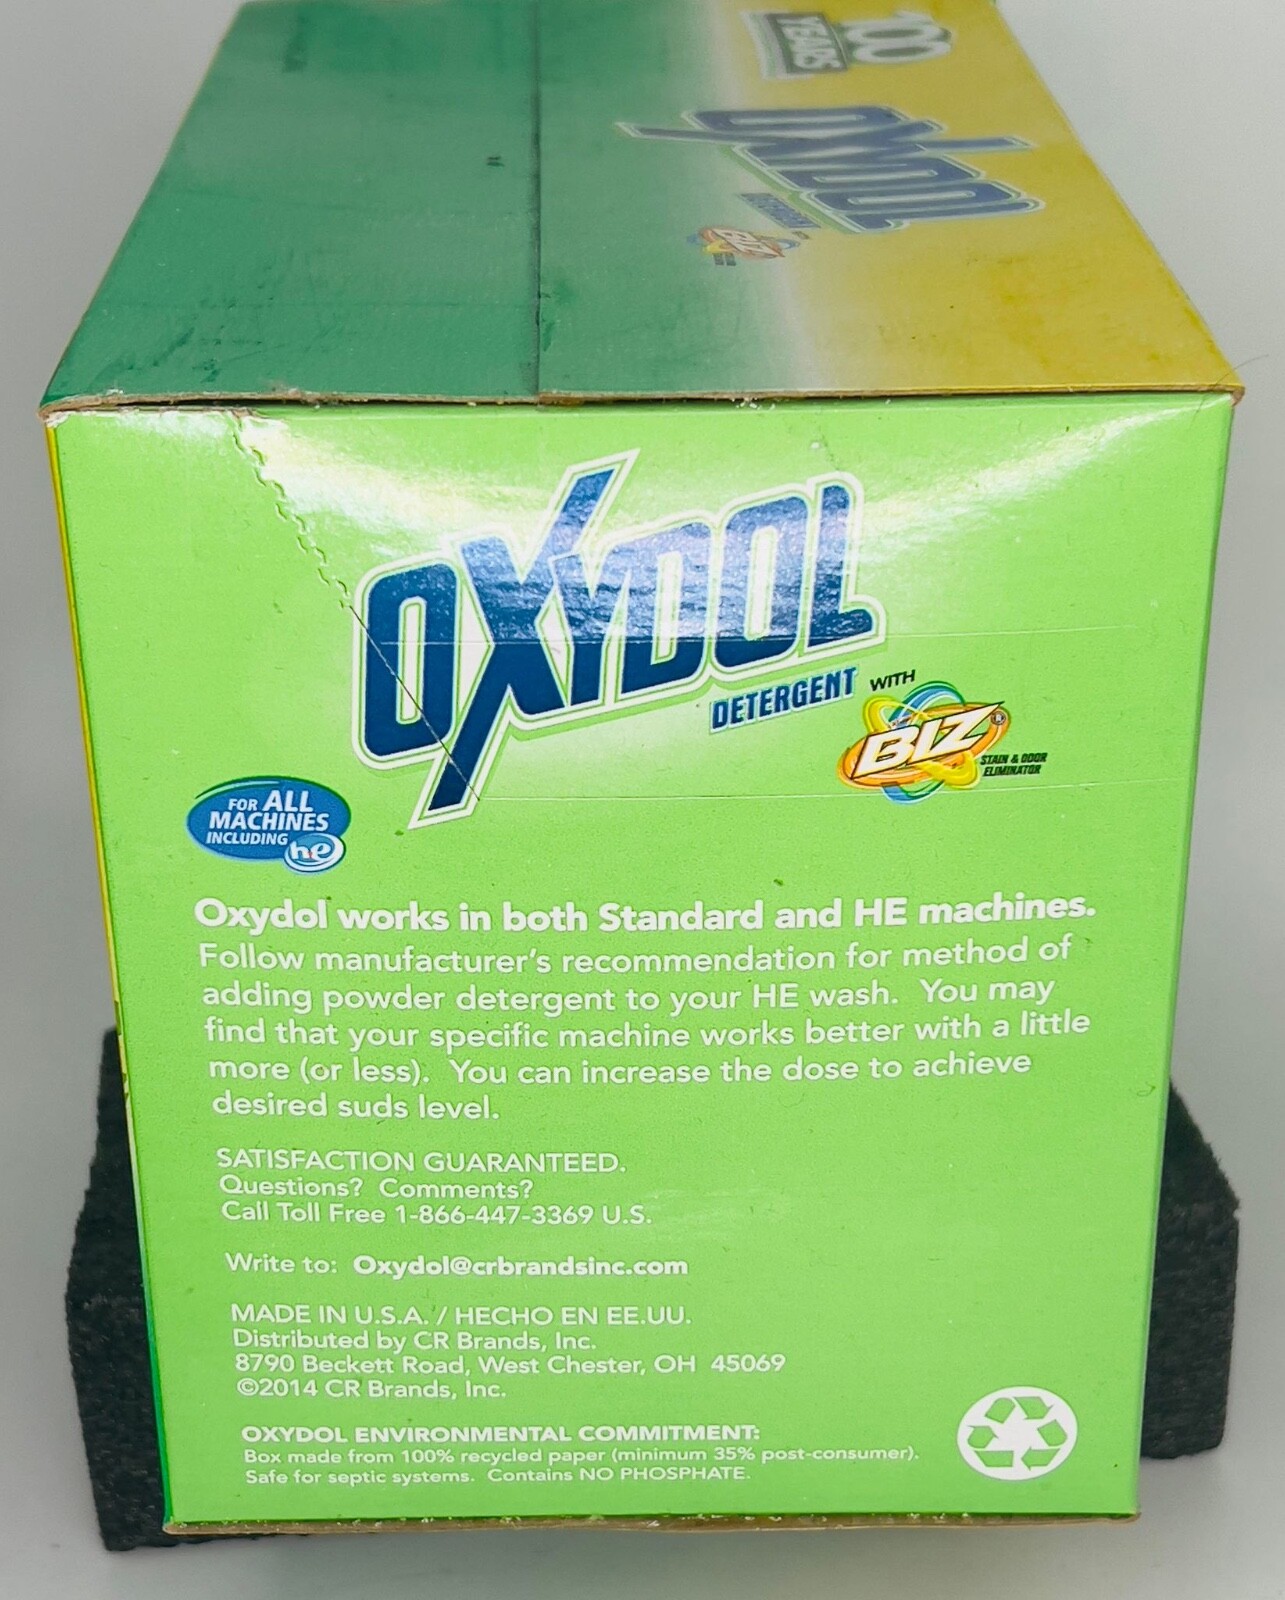 100
YEARS
OXYDOL
DETERGENT
BIZ
OXYDOL
DETERGENT WITH
BIZ®
STAIN & ODOR
ELIMINATOR
FOR ALL
MACHINES
INCLUDING he
Oxydol works in both Standard and HE machines.
Follow manufacturer's recommendation for method of
adding powder detergent to your HE wash. You may
find that your specific machine works better with a little
more (or less). You can increase the dose to achieve
desired suds level.
SATISFACTION GUARANTEED.
Questions? Comments?
Call Toll Free 1-866-447-3369 U.S.
Write to: Oxydol@crbrandsinc.com
MADE IN U.S.A. / HECHO EN EE.UU.
Distributed by CR Brands, Inc.
8790 Beckett Road, West Chester, OH 45069
©2014 CR Brands, Inc.
OXYDOL ENVIRONMENTAL COMMITMENT:
Box made from 100% recycled paper (minimum 35% post-consumer).
Safe for septic systems. Contains NO PHOSPHATE.